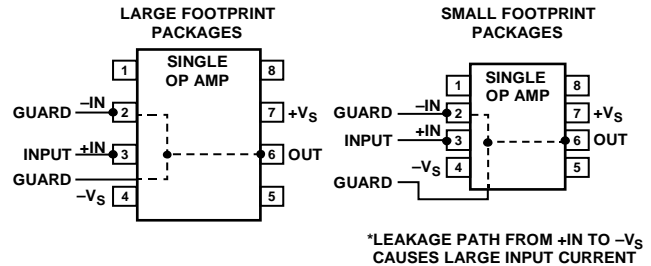 LARGE FOOTPRINT
PACKAGES
SINGLE
OP AMP
1
8
GUARD
–IN
2
7
+VS
INPUT
+IN
3
6
OUT
GUARD
–VS
4
5
SMALL FOOTPRINT
PACKAGES
SINGLE
OP AMP
1
8
GUARD
–IN
2
7
+VS
INPUT
+IN
3
6
OUT
–VS
4
5
GUARD
*LEAKAGE PATH FROM +IN TO –VS
CAUSES LARGE INPUT CURRENT